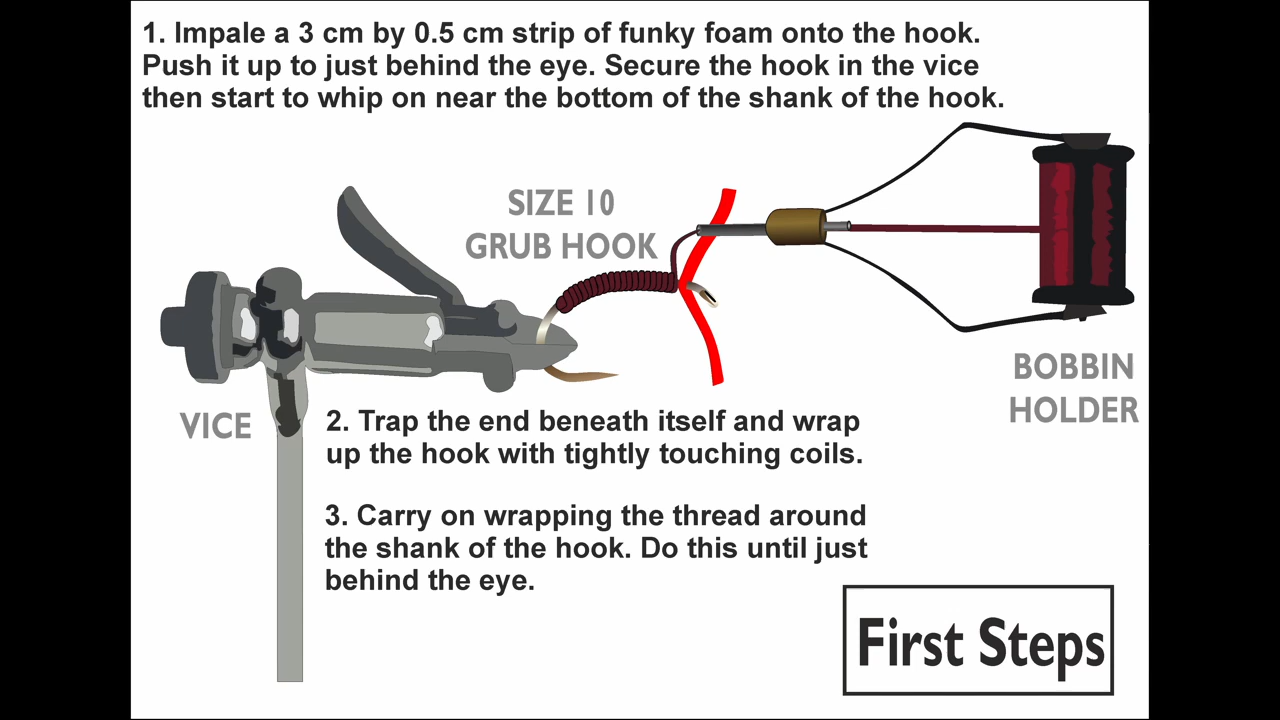 1. Impale a 3 cm by 0.5 cm strip of funky foam onto the hook.
Push it up to just behind the eye. Secure the hook in the vice
then start to whip on near the bottom of the shank of the hook.
SIZE 10
GRUB HOOK
BOBBIN
HOLDER
VICE
2. Trap the end beneath itself and wrap
up the hook with tightly touching coils.
3. Carry on wrapping the thread around
the shank of the hook. Do this until just
behind the eye.
First Steps